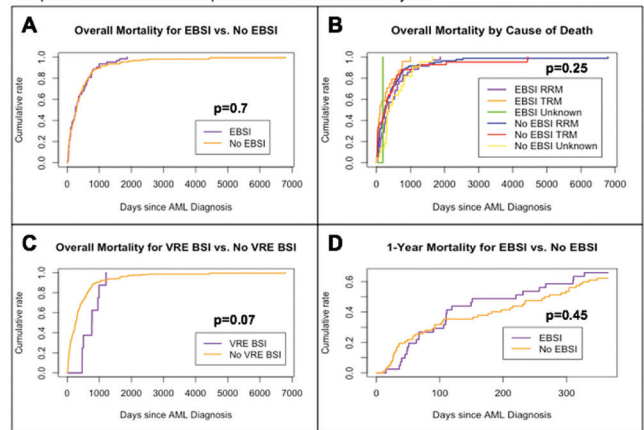 A
Overall Mortality for EBSI vs. No EBSI
Cumulative rate
1.0
0.8
0.6
0.4
0.2
0.0
p=0.7
EBSI
No EBSI
0 1000 2000 3000 4000 5000 6000 7000
Days since AML Diagnosis
B
Overall Mortality by Cause of Death
Cumulative rate
1.0
0.8
0.6
0.4
0.2
0.0
p=0.25
EBSI RRM
EBSI TRM
EBSI Unknown
No EBSI RRM
No EBSI TRM
No EBSI Unknown
0 1000 2000 3000 4000 5000 6000 7000
Days since AML Diagnosis
C
Overall Mortality for VRE BSI vs. No VRE BSI
Cumulative rate
1.0
0.8
0.6
0.4
0.2
0.0
p=0.07
VRE BSI
No VRE BSI
0 1000 2000 3000 4000 5000 6000 7000
Days since AML Diagnosis
D
1-Year Mortality for EBSI vs. No EBSI
Cumulative rate
0.6
0.4
0.2
0.0
p=0.45
EBSI
No EBSI
0 100 200 300
Days since AML Diagnosis